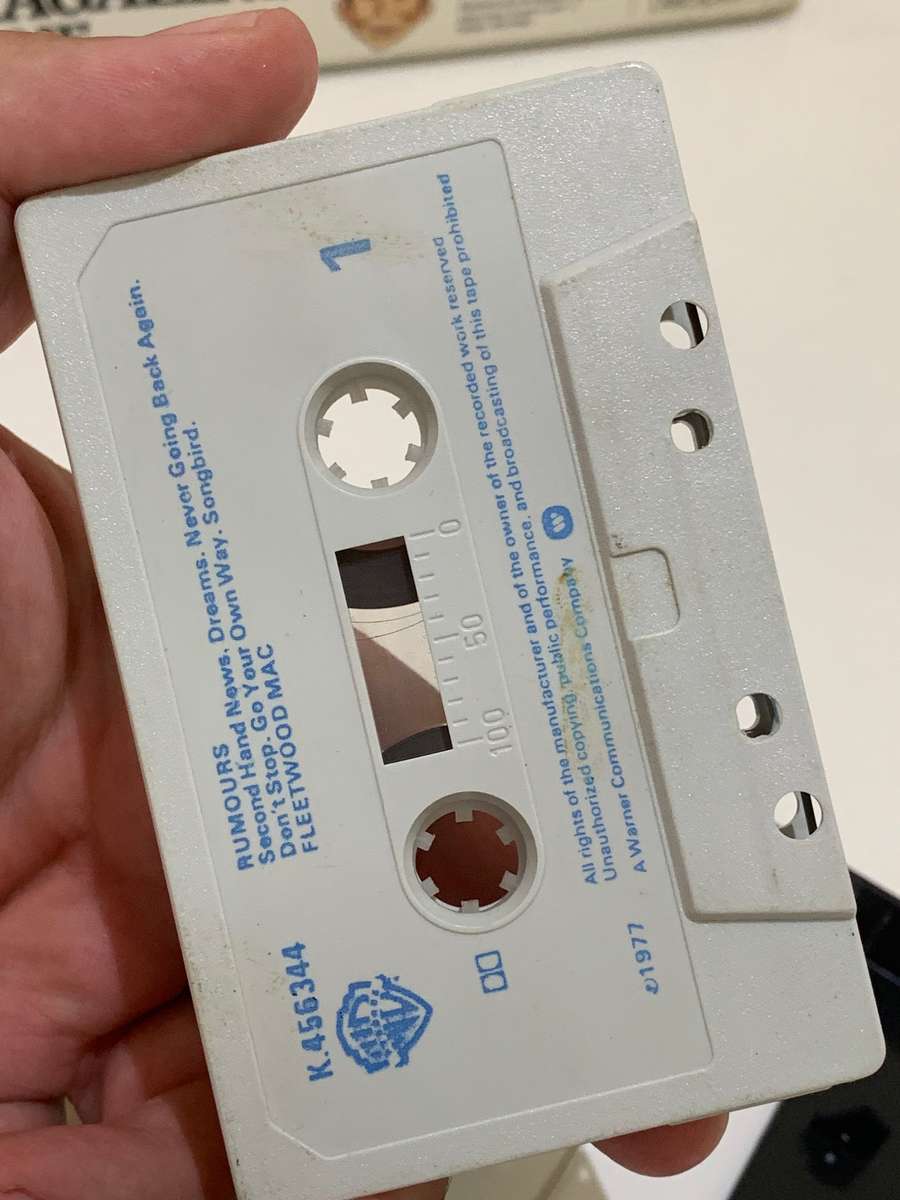 K.456344
RUMOURS
Second Hand News. Dreams. Never Going Back Again.
Don't Stop. Go Your Own Way. Songbird.
FLEETWOOD MAC
1
0
50
100
All rights of the manufacturer and of the owner of the recorded work reserved
Unauthorized copying, public performance, and broadcasting of this tape prohibited
A Warner Communications Company
℗1977